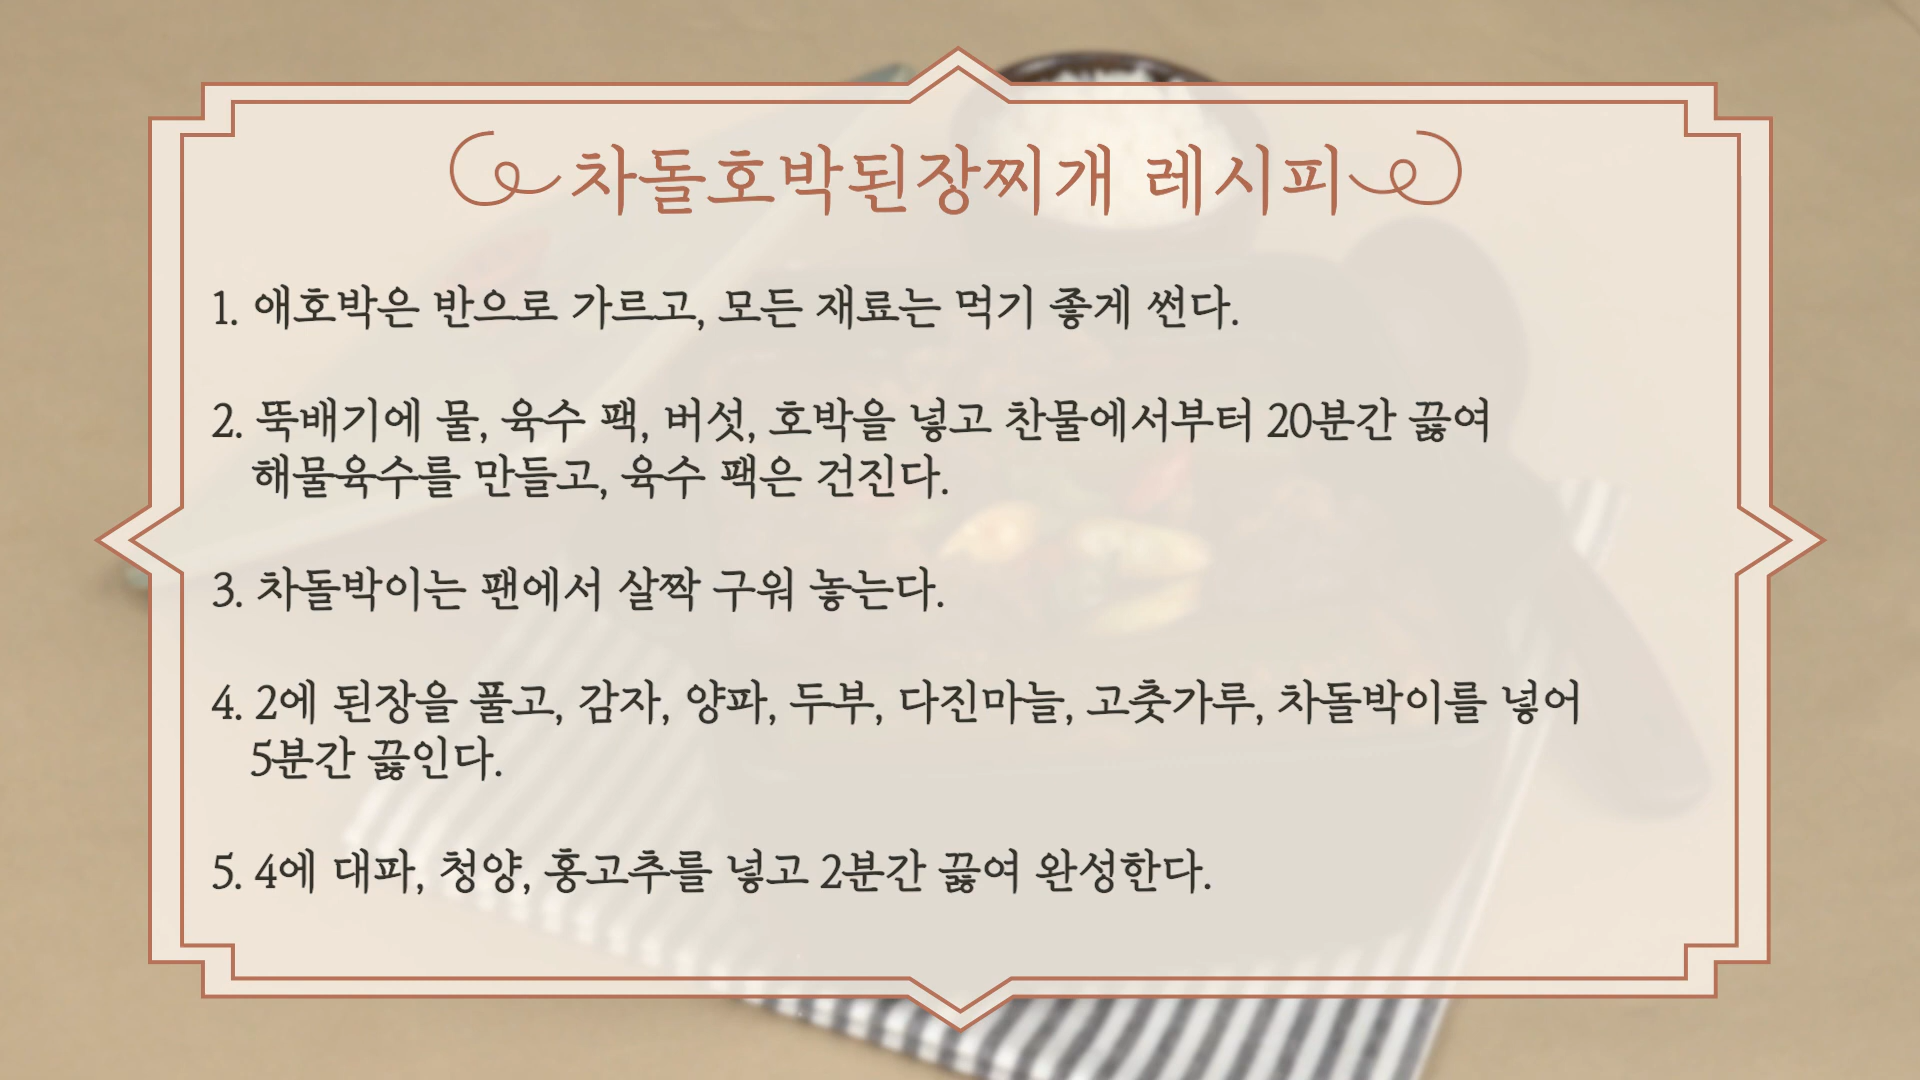 차돌호박된장찌개 레시피
1. 애호박은 반으로 가르고, 모든 재료는 먹기 좋게 썬다.
2. 뚝배기에 물, 육수 팩, 버섯, 호박을 넣고 찬물에서부터 20분간 끓여
해물육수를 만들고, 육수 팩은 건진다.
3. 차돌박이는 팬에서 살짝 구워 놓는다.
4. 2에 된장을 풀고, 감자, 양파, 두부, 다진마늘, 고춧가루, 차돌박이를 넣어
5분간 끓인다.
5. 4에 대파, 청양, 홍고추를 넣고 2분간 끓여 완성한다.